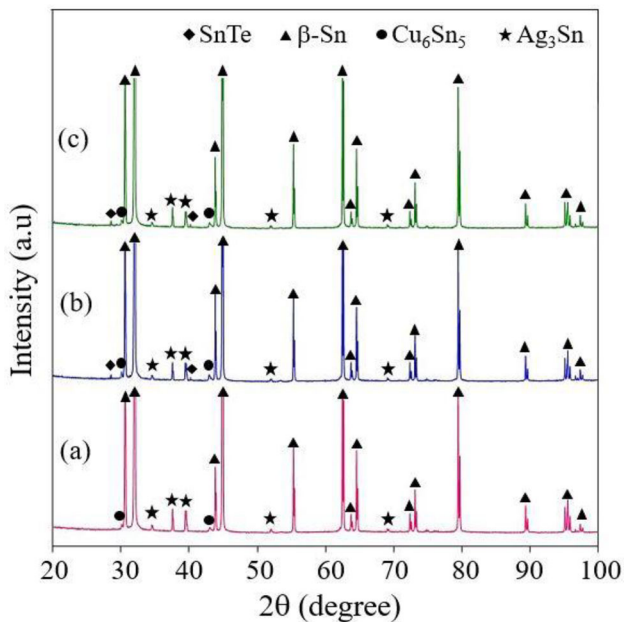 SnTe β-Sn Cu₆Sn₅ Ag₃Sn
(c)
(b)
(a)
Intensity (a.u)
20 30 40 50 60 70 80 90 100
2θ (degree)